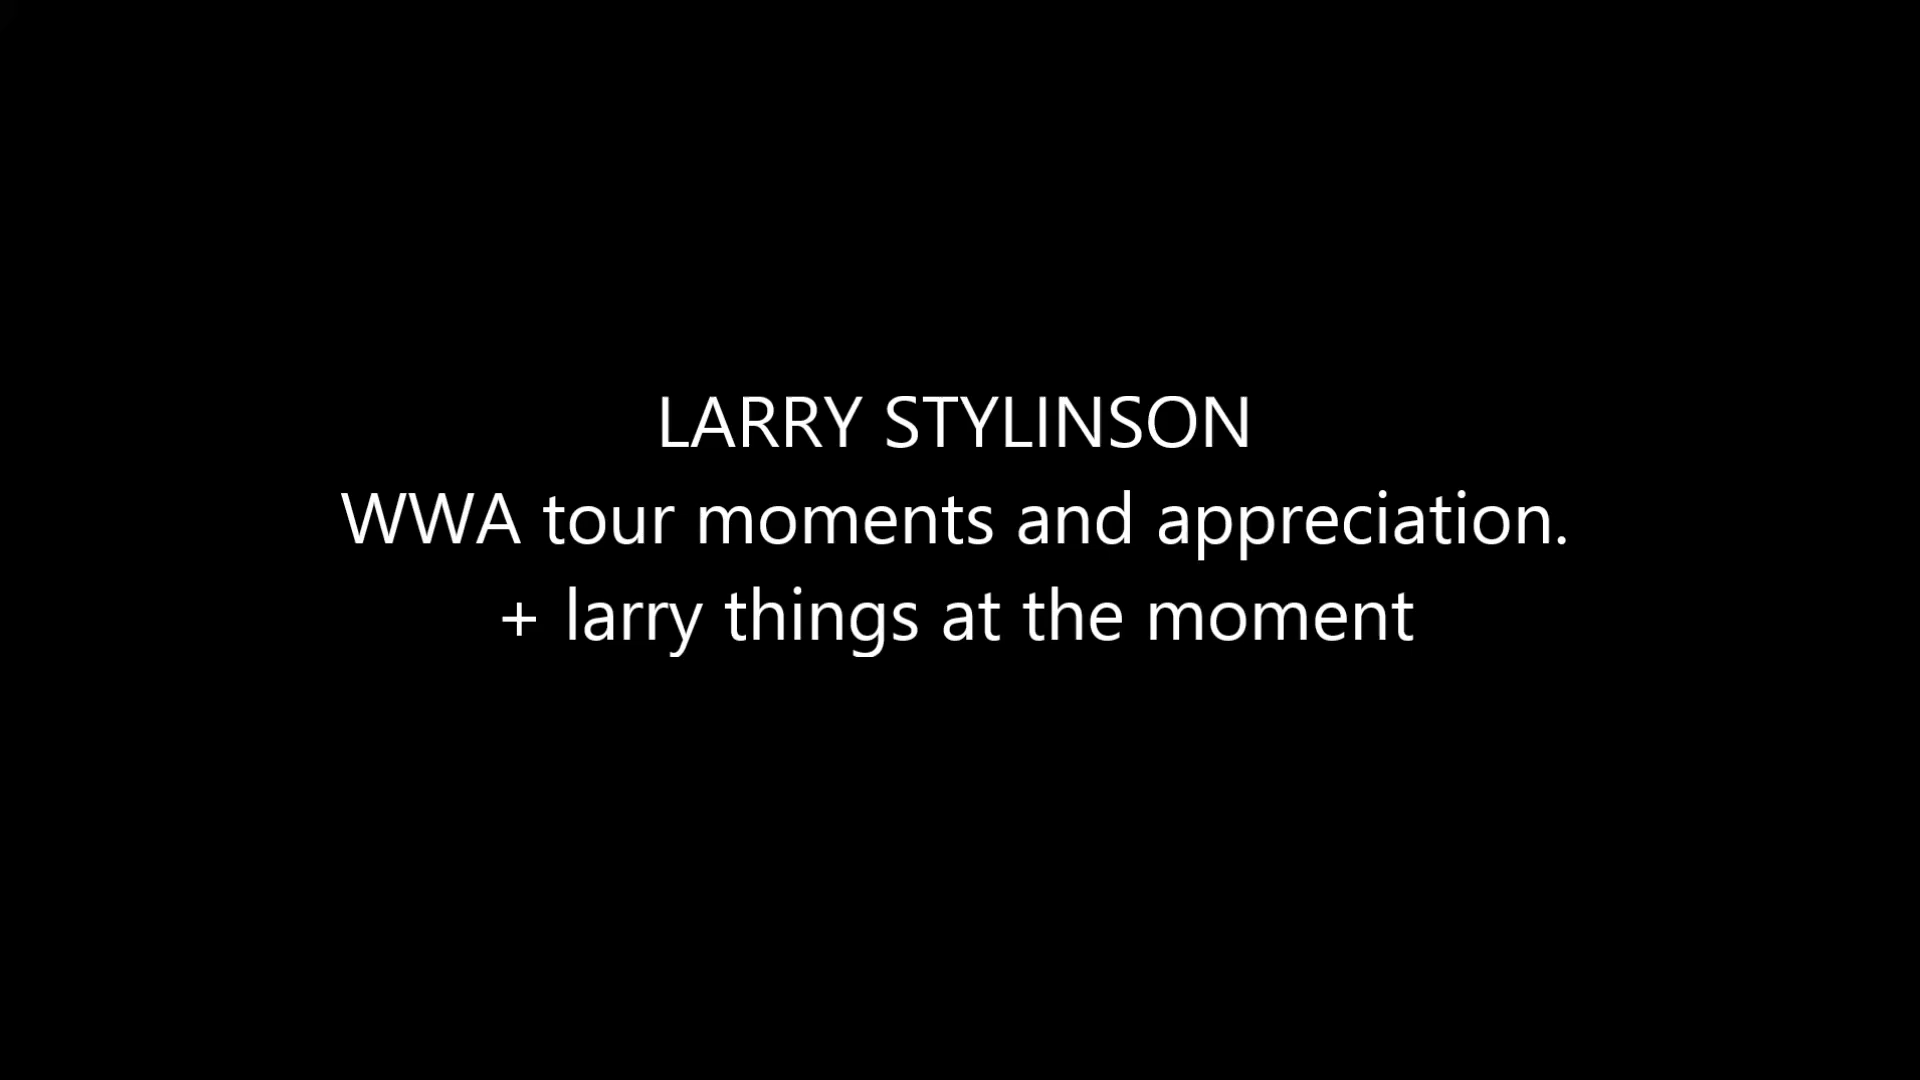 LARRY STYLINSON
WWA tour moments and appreciation.
+ larry things at the moment